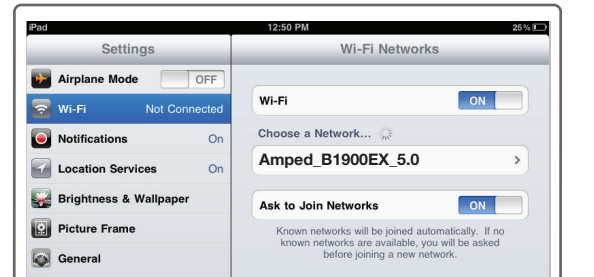 iPad 12:50 PM 25%
Settings
Wi-Fi Networks
Airplane Mode OFF
Wi-Fi Not Connected
Notifications On
Location Services On
Brightness & Wallpaper
Picture Frame
General
Wi-Fi ON
Choose a Network...
Amped_B1900EX_5.0
Ask to Join Networks ON
Known networks will be joined automatically. If no
known networks are available, you will be asked
before joining a new network.